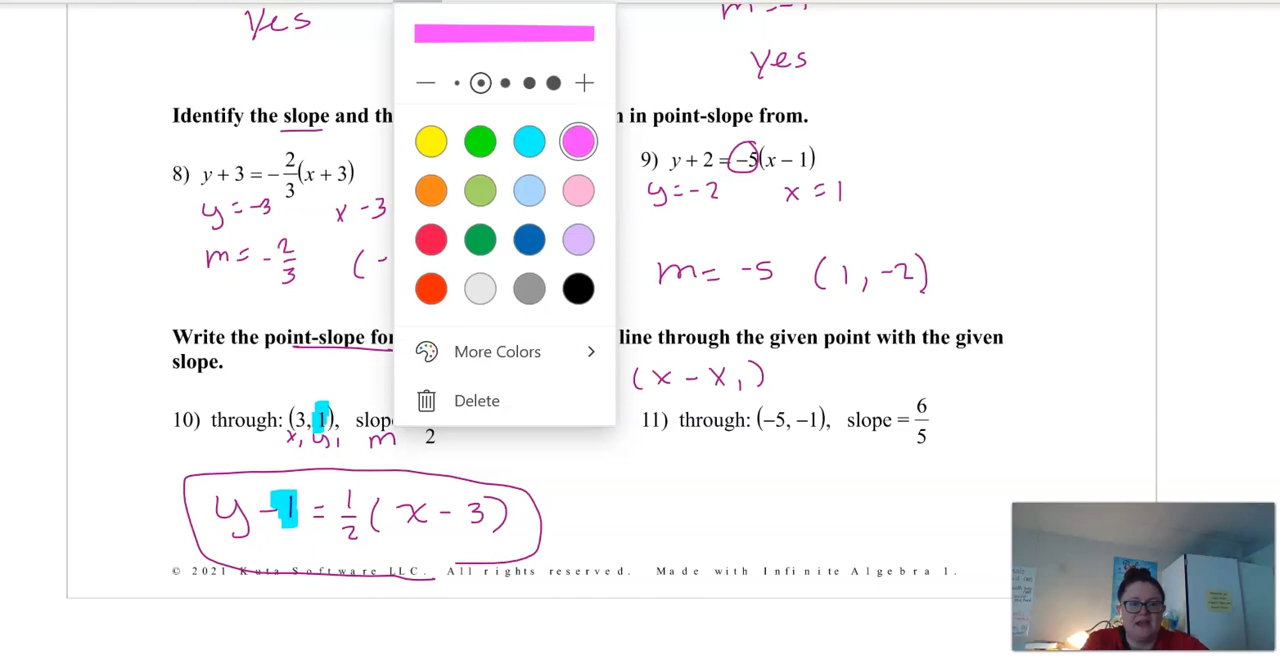 yes
m = -1
yes
Identify the slope and th
n in point-slope from.
8) y + 3 = -2/3(x + 3)
9) y + 2 = -5(x - 1)
y = -3 x -3
y = -2 x = 1
m = -2/3 ( -
m = -5 (1, -2)
Write the point-slope for
line through the given point with the given
slope.
(x - x₁)
10) through: (3, 1), slop
2
11) through: (-5, -1), slope = 6/5
x₁ y₁ m
y - 1 = 1/2 (x - 3)
More Colors
Delete
© 2021 Kuta Software LLC. All rights reserved. Made with Infinite Algebra 1.